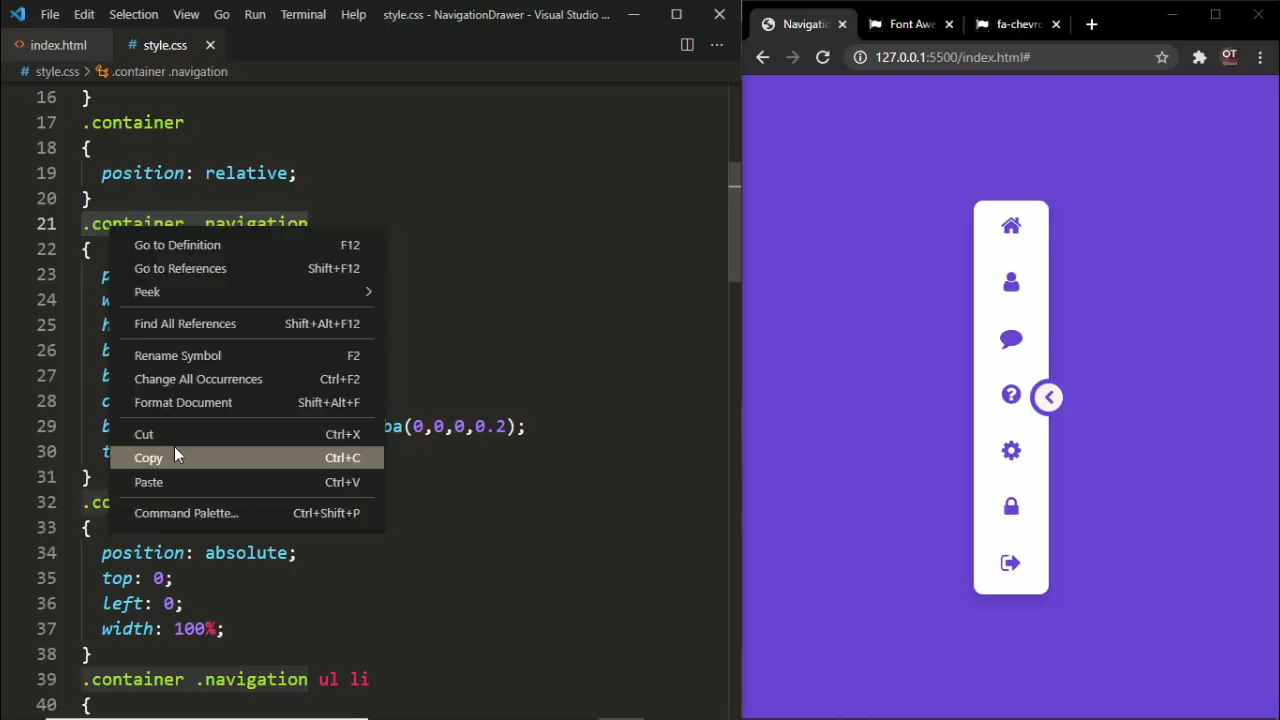 File Edit Selection View Go Run Terminal Help style.css - NavigationDrawer - Visual Studio ...
index.html style.css
# style.css > .container .navigation
16 }
17 .container
18 {
19 position: relative;
20 }
21 .container .navigation
22 {
23 p
24 w
25 h
26 b
27 b
28 c
29 b ba(0,0,0,0.2);
30 t
31 }
32 .co
33 {
34 position: absolute;
35 top: 0;
36 left: 0;
37 width: 100%;
38 }
39 .container .navigation ul li
40 {
Go to Definition F12
Go to References Shift+F12
Peek
Find All References Shift+Alt+F12
Rename Symbol F2
Change All Occurrences Ctrl+F2
Format Document Shift+Alt+F
Cut Ctrl+X
Copy Ctrl+C
Paste Ctrl+V
Command Palette... Ctrl+Shift+P
Navigatio Font Awe fa-chevro
127.0.0.1:5500/index.html#
OT